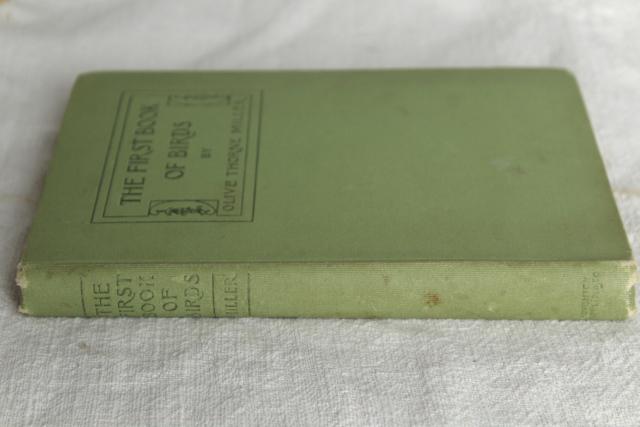 THE FIRST BOOK
OF BIRDS
BY
OLIVE THORNE MILLER
THE
FIRST
BOOK
OF
BIRDS
MILLER